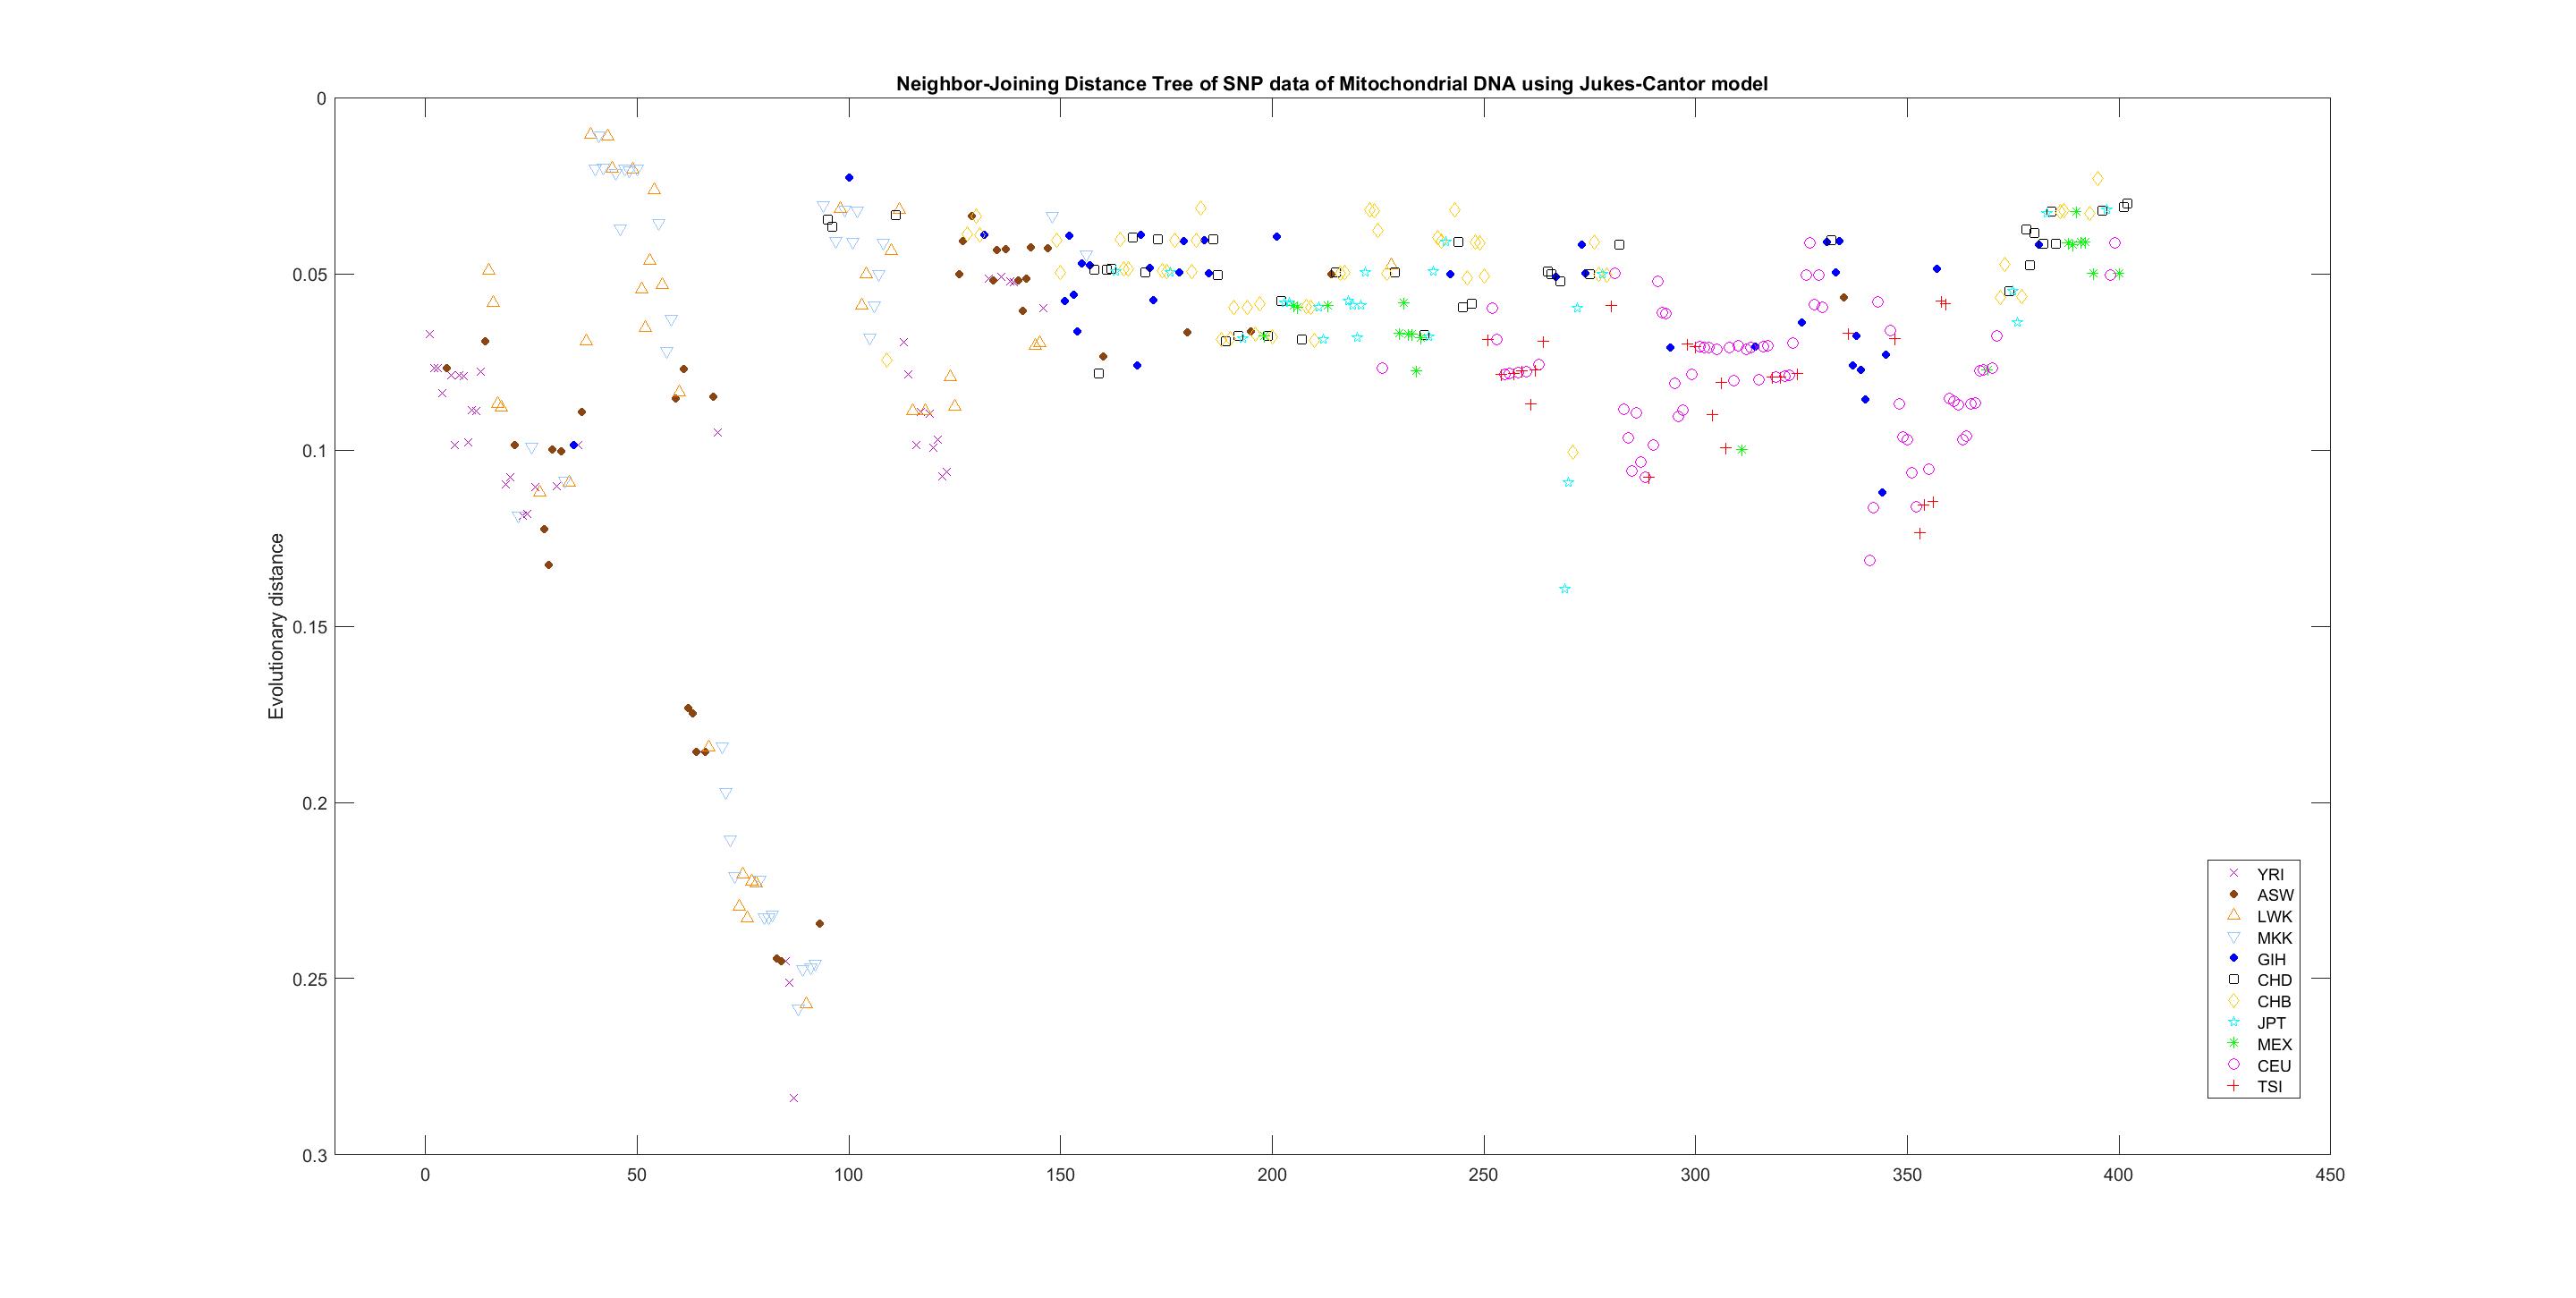 Neighbor-Joining Distance Tree of SNP data of Mitochondrial DNA using Jukes-Cantor model
Evolutionary distance
0
0.05
0.1
0.15
0.2
0.25
0.3
YRI
ASW
LWK
MKK
GIH
CHD
CHB
JPT
MEX
CEU
TSI
0 50 100 150 200 250 300 350 400 450